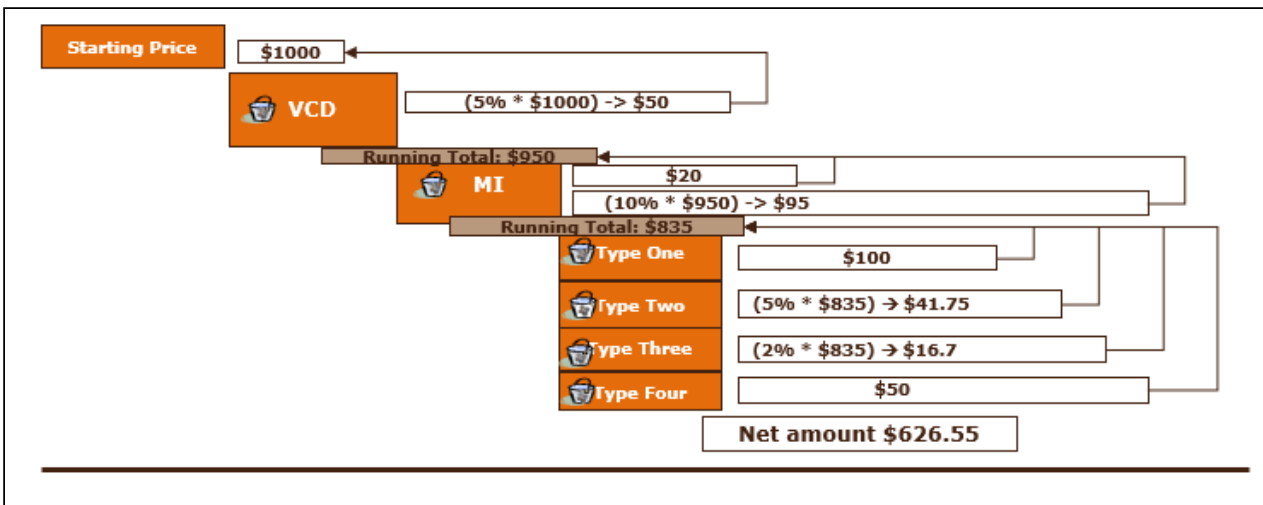 Starting Price
$1000
VCD
(5% * $1000) -> $50
Running Total: $950
MI
$20
(10% * $950) -> $95
Running Total: $835
Type One
$100
Type Two
(5% * $835) → $41.75
Type Three
(2% * $835) → $16.7
Type Four
$50
Net amount $626.55